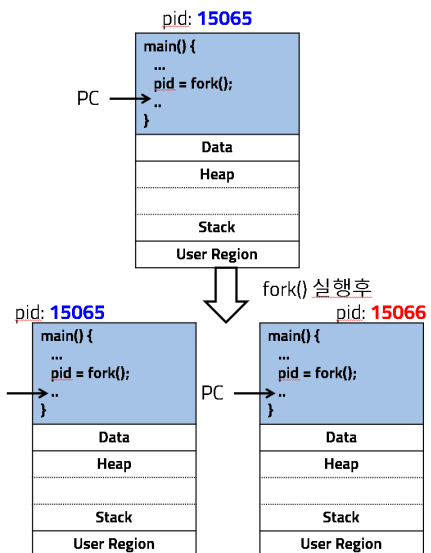 pid: 15065
main() {
...
pid = fork();
PC
..
}
Data
Heap
Stack
User Region
fork() 실행후
pid: 15065
main() {
...
pid = fork();
..
}
Data
Heap
Stack
User Region
pid: 15066
main() {
...
pid = fork();
PC
..
}
Data
Heap
Stack
User Region